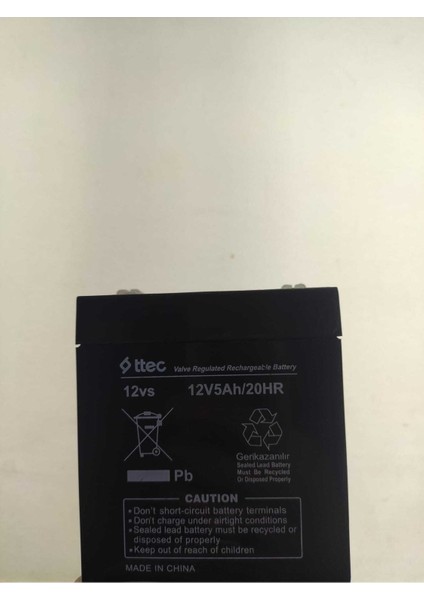 ttec Valve Regulated Rechargeable Battery
12vs 12V5Ah/20HR
Gerikazanılır
Sealed Lead Battery
Must Be Recycled
Or Disposed Properly
Pb
CAUTION
• Don't short-circuit battery terminals
• Don't charge under airtight conditions
• Sealed lead battery must be recycled or
disposed of properly
• Keep out of reach of children
MADE IN CHINA